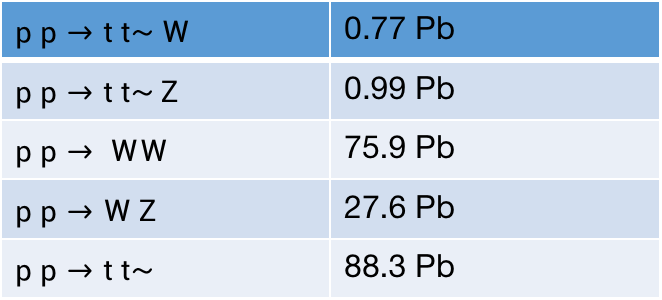 p p → t t~ W 0.77 Pb
p p → t t~ Z 0.99 Pb
p p → WW 75.9 Pb
p p → W Z 27.6 Pb
p p → t t~ 88.3 Pb